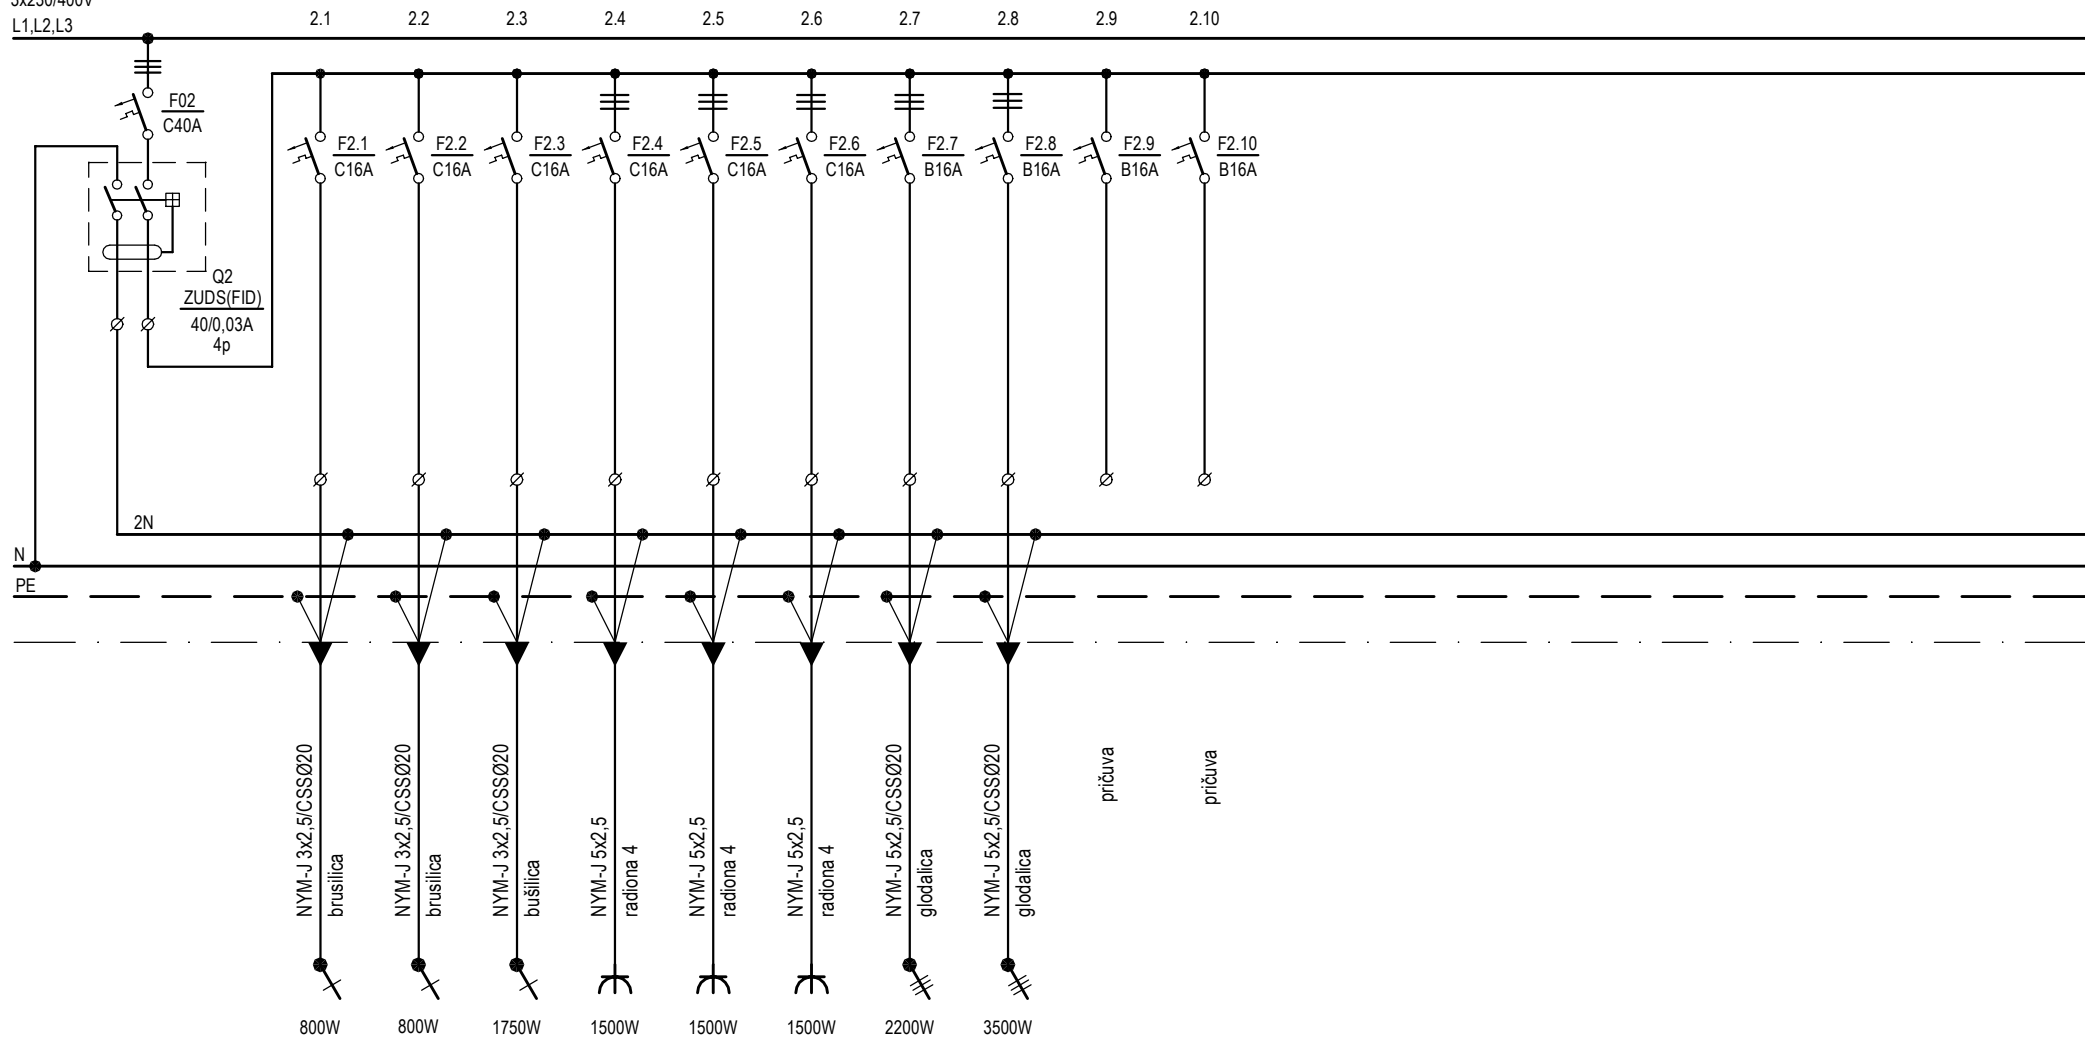 3x230/400V
L1,L2,L3
2.1 2.2 2.3 2.4 2.5 2.6 2.7 2.8 2.9 2.10
F02
C40A
F2.1 F2.2 F2.3 F2.4 F2.5 F2.6 F2.7 F2.8 F2.9 F2.10
C16A C16A C16A C16A C16A C16A B16A B16A B16A B16A
Q2
ZUDS(FID)
40/0,03A
4p
2N
N
PE
NYM-J 3x2,5/CSSØ20
brusilica
NYM-J 3x2,5/CSSØ20
brusilica
NYM-J 3x2,5/CSSØ20
bušilica
NYM-J 5x2,5
radiona 4
NYM-J 5x2,5
radiona 4
NYM-J 5x2,5
radiona 4
NYM-J 5x2,5/CSSØ20
glodalica
NYM-J 5x2,5/CSSØ20
glodalica
pričuva
pričuva
800W 800W 1750W 1500W 1500W 1500W 2200W 3500W